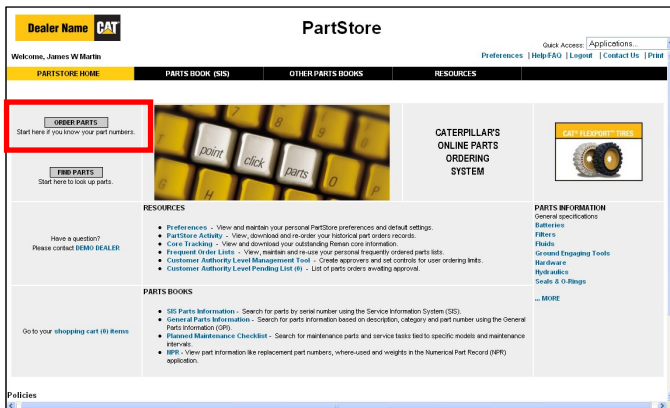 Dealer Name CAT
PartStore
Quick Access: Applications...
Welcome, James W Martin
Preferences | Help/FAQ | Logout | Contact Us | Print
PARTSTORE HOME
PARTS BOOK (SIS)
OTHER PARTS BOOKS
RESOURCES
ORDER PARTS
Start here if you know your part numbers.
FIND PARTS
Start here to look up parts.
point
click
parts
CATERPILLAR'S
ONLINE PARTS
ORDERING
SYSTEM
CAT® FLEXPORT™ TIRES
Have a question?
Please contact DEMO DEALER
RESOURCES
Preferences - View and maintain your personal PartStore preferences and default settings.
PartStore Activity - View, download and re-order your historical part orders records.
Core Tracking - View and download your outstanding Reman core information.
Frequent Order Lists - View, maintain and re-use your personal frequently ordered parts lists.
Customer Authority Level Management Tool - Create approvers and set controls for user ordering limits.
Customer Authority Level Pending List (0) - List of parts orders awaiting approval.
PARTS INFORMATION
General specifications
Batteries
Filters
Fluids
Ground Engaging Tools
Hardware
Hydraulics
Seals & O-Rings
... MORE
Go to your shopping cart (0) items
PARTS BOOKS
SIS Parts Information - Search for parts by serial number using the Service Information System (SIS).
General Parts Information - Search for parts information based on description, category and part number using the General
Parts Information (GPI).
Planned Maintenance Checklist - Search for maintenance parts and service tasks tied to specific models and maintenance
intervals.
NPR - View part information like replacement part numbers, where-used and weights in the Numerical Part Record (NPR)
application.
Policies